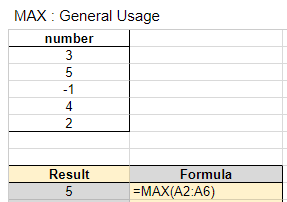 MAX : General Usage
number
3
5
-1
4
2
Result Formula
5 =MAX(A2:A6)